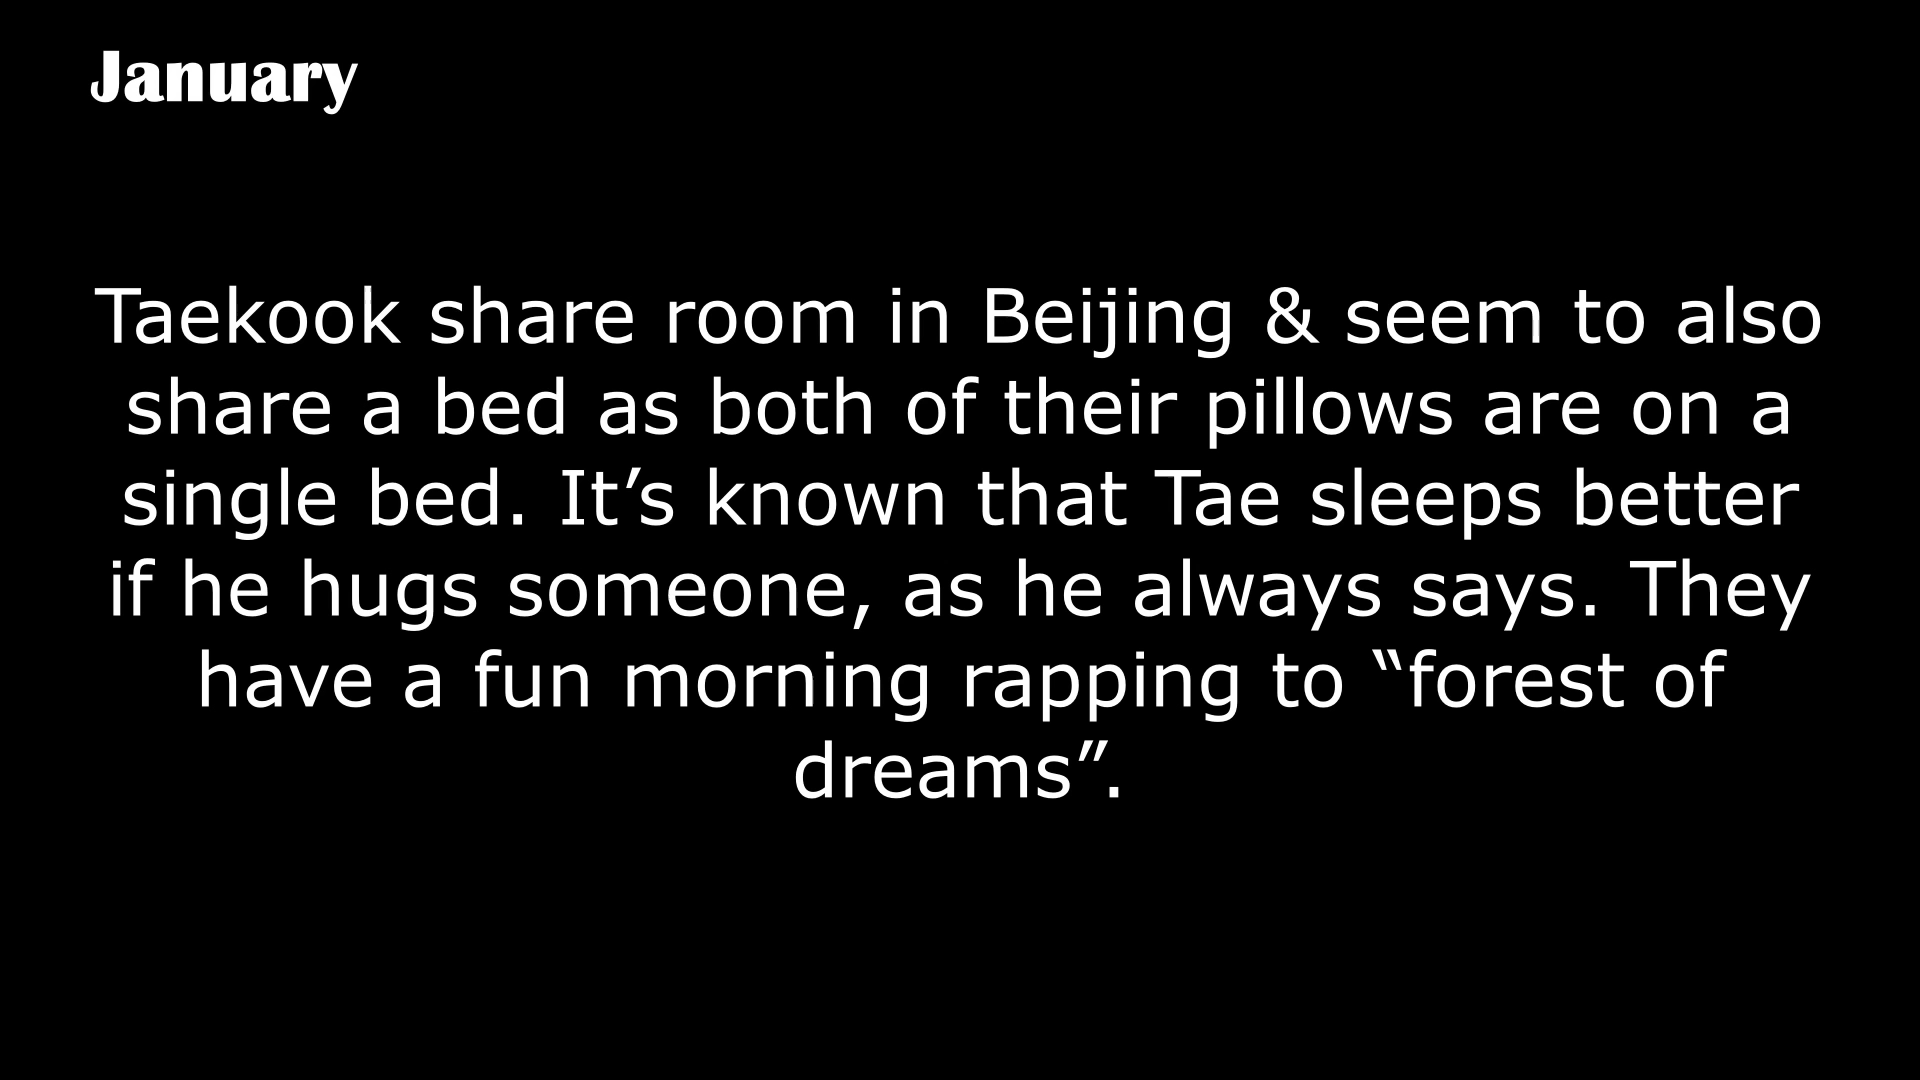 January
Taekook share room in Beijing & seem to also
share a bed as both of their pillows are on a
single bed. It’s known that Tae sleeps better
if he hugs someone, as he always says. They
have a fun morning rapping to “forest of
dreams”.